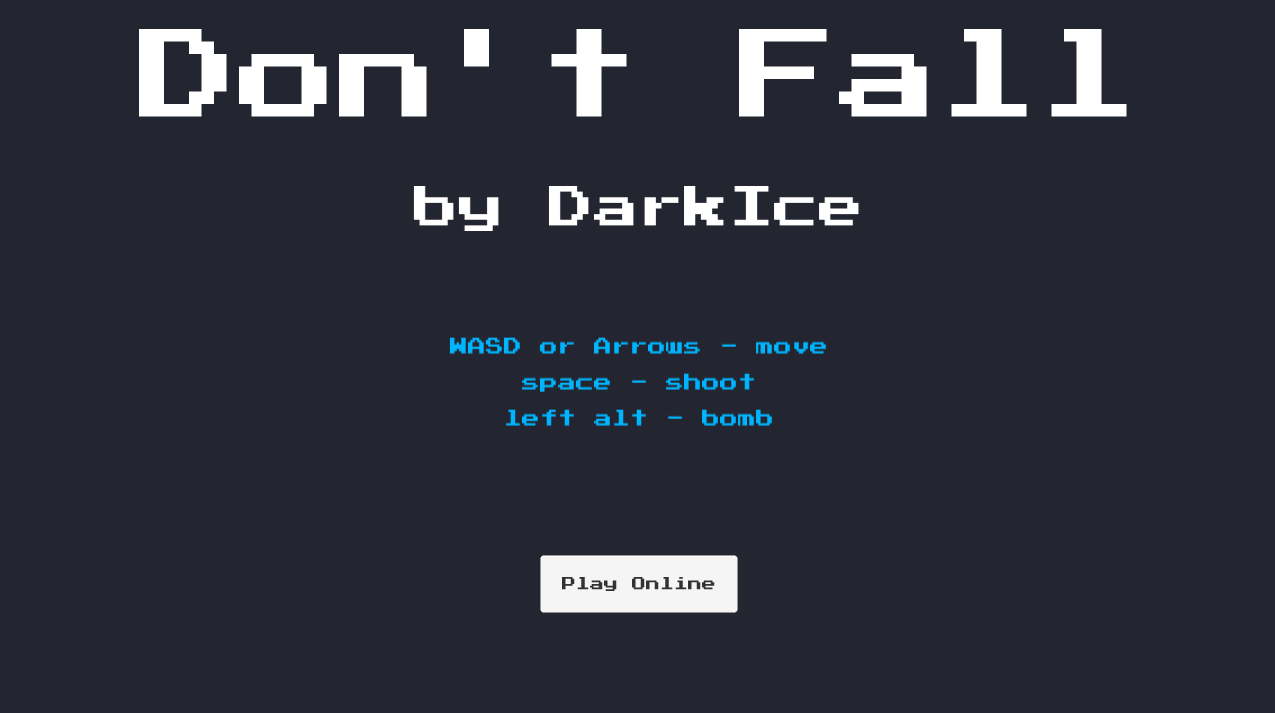 Don't Fall
by DarkIce
WASD or Arrows - move
space - shoot
left alt - bomb
Play Online